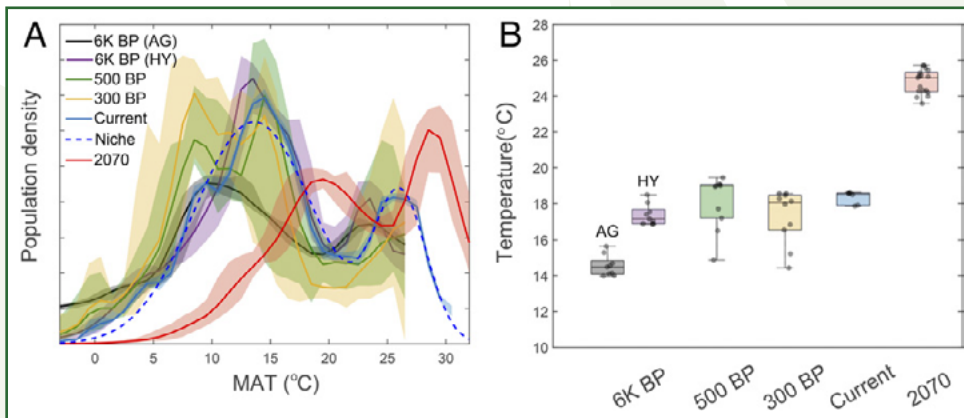 A
6K BP (AG)
6K BP (HY)
500 BP
300 BP
Current
Niche
2070
Population density
0 5 10 15 20 25 30
MAT (°C)
B
28
26
24
22
20
18
16
14
12
10
Temperature(°C)
AG
HY
6K BP
500 BP
300 BP
Current
2070